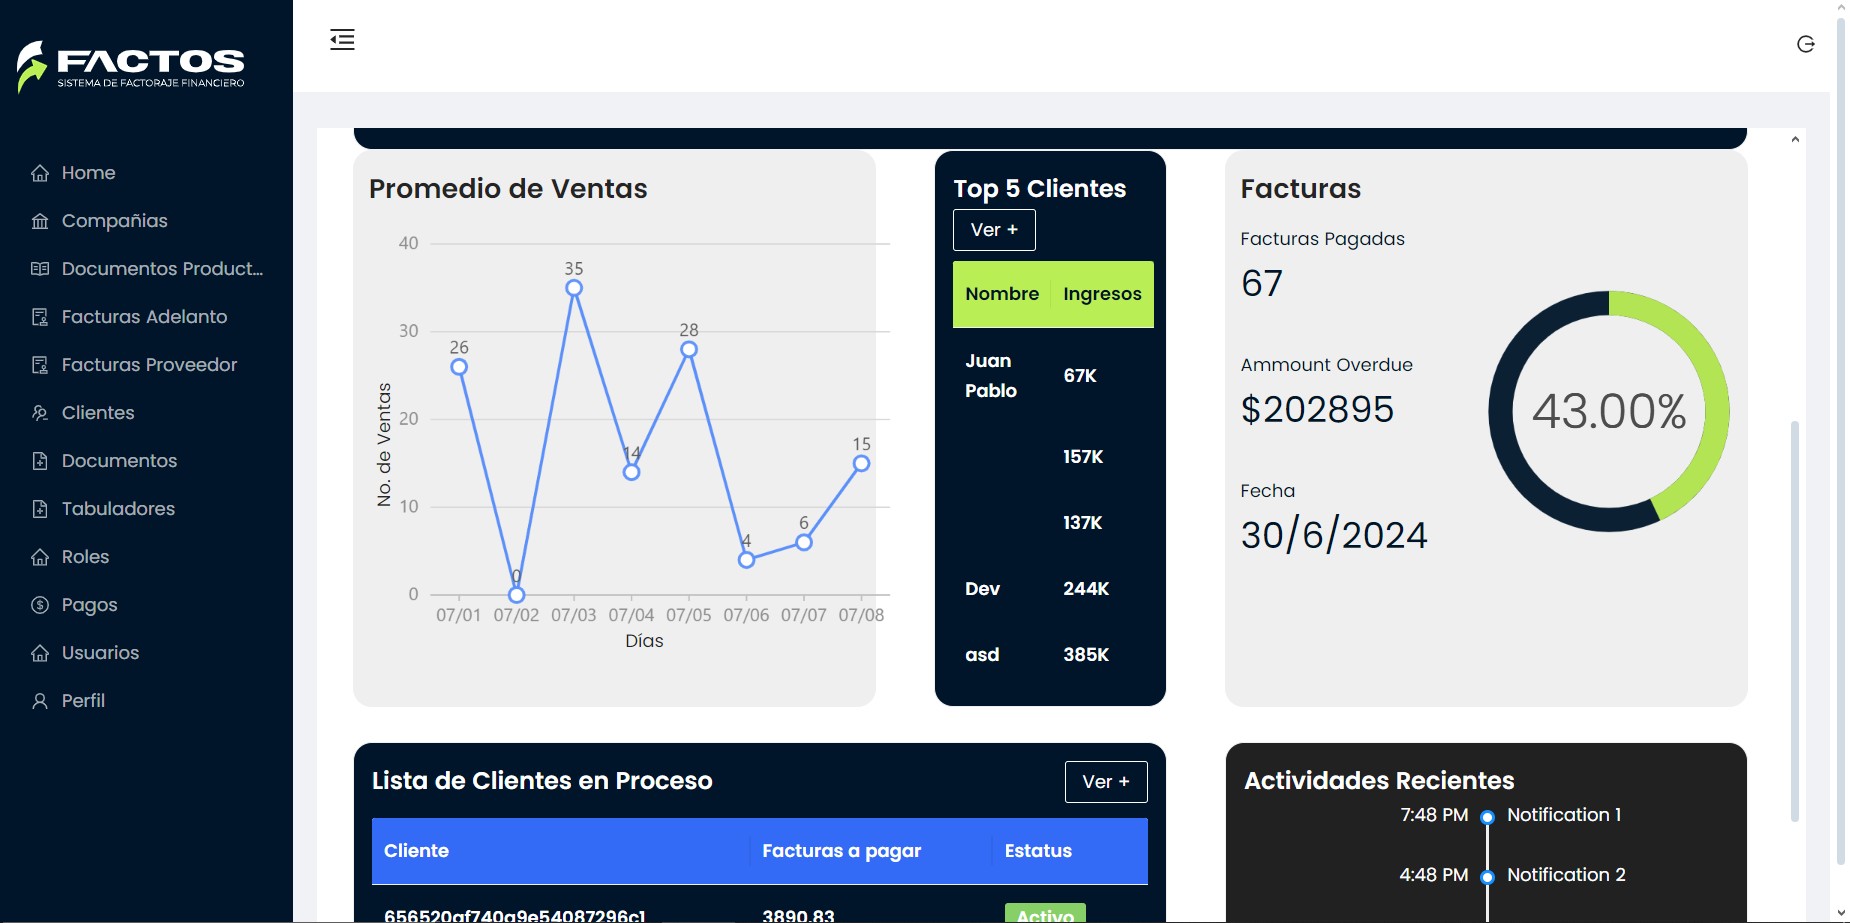 FACTOS
SISTEMA DE FACTORAJE FINANCIERO
Home
Compañias
Documentos Product...
Facturas Adelanto
Facturas Proveedor
Clientes
Documentos
Tabuladores
Roles
Pagos
Usuarios
Perfil
Promedio de Ventas
40
30
20
10
0
No. de Ventas
26
0
35
14
28
4
6
15
07/01 07/02 07/03 07/04 07/05 07/06 07/07 07/08
Días
Top 5 Clientes
Ver +
Nombre Ingresos
Juan
Pablo
67K
157K
137K
Dev 244K
asd 385K
Facturas
Facturas Pagadas
67
Ammount Overdue
$202895
Fecha
30/6/2024
43.00%
Lista de Clientes en Proceso
Ver +
Cliente Facturas a pagar Estatus
656520af740a9e54087296c1 3890.83 Activo
Actividades Recientes
7:48 PM Notification 1
4:48 PM Notification 2